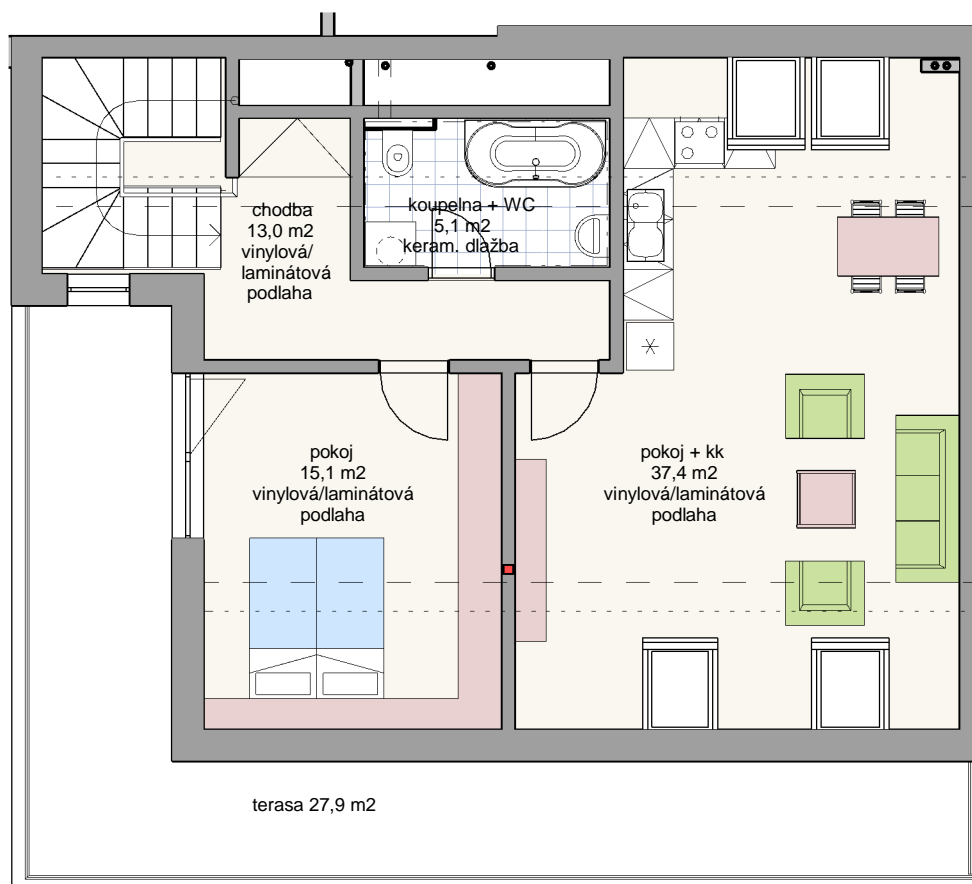 chodba
13,0 m2
vinylová/
laminátová
podlaha
koupelna + WC
5,1 m2
keram. dlažba
pokoj
15,1 m2
vinylová/laminátová
podlaha
pokoj + kk
37,4 m2
vinylová/laminátová
podlaha
terasa 27,9 m2